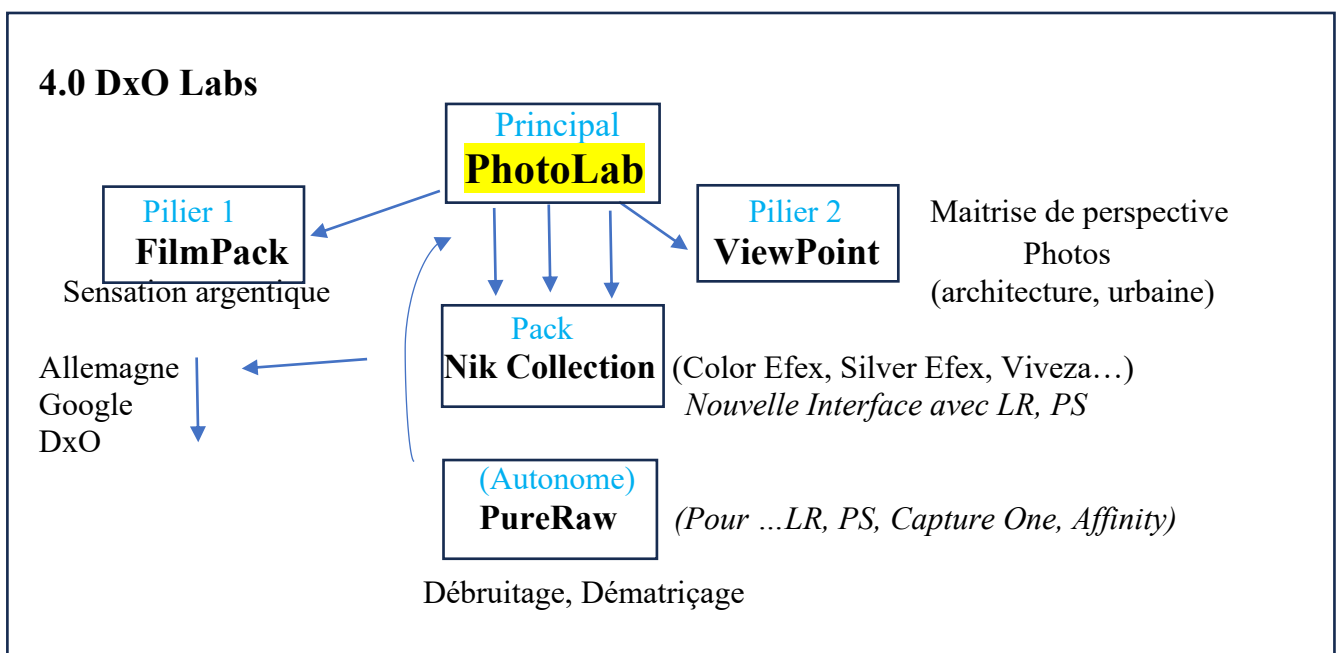 4.0 DxO Labs
Principal
PhotoLab
Pilier 1
FilmPack
Sensation argentique
Pilier 2
ViewPoint
Maitrise de perspective
Photos
(architecture, urbaine)
Pack
Nik Collection
(Color Efex, Silver Efex, Viveza…)
Nouvelle Interface avec LR, PS
Allemagne
Google
DxO
(Autonome)
PureRaw
(Pour …LR, PS, Capture One, Affinity)
Débruitage, Dématriçage